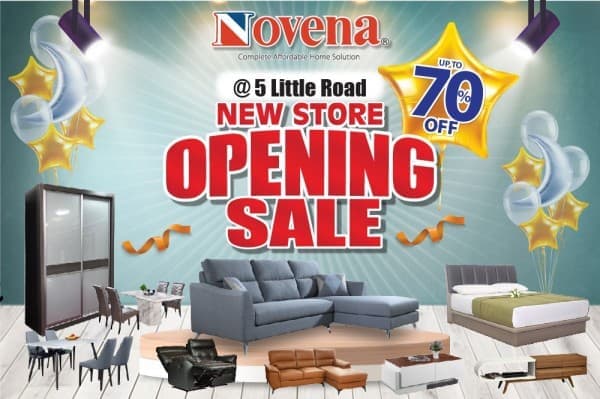 Novena®
Complete Affordable Home Solution
@ 5 Little Road
NEW STORE
OPENING
SALE
UP TO
70%
OFF